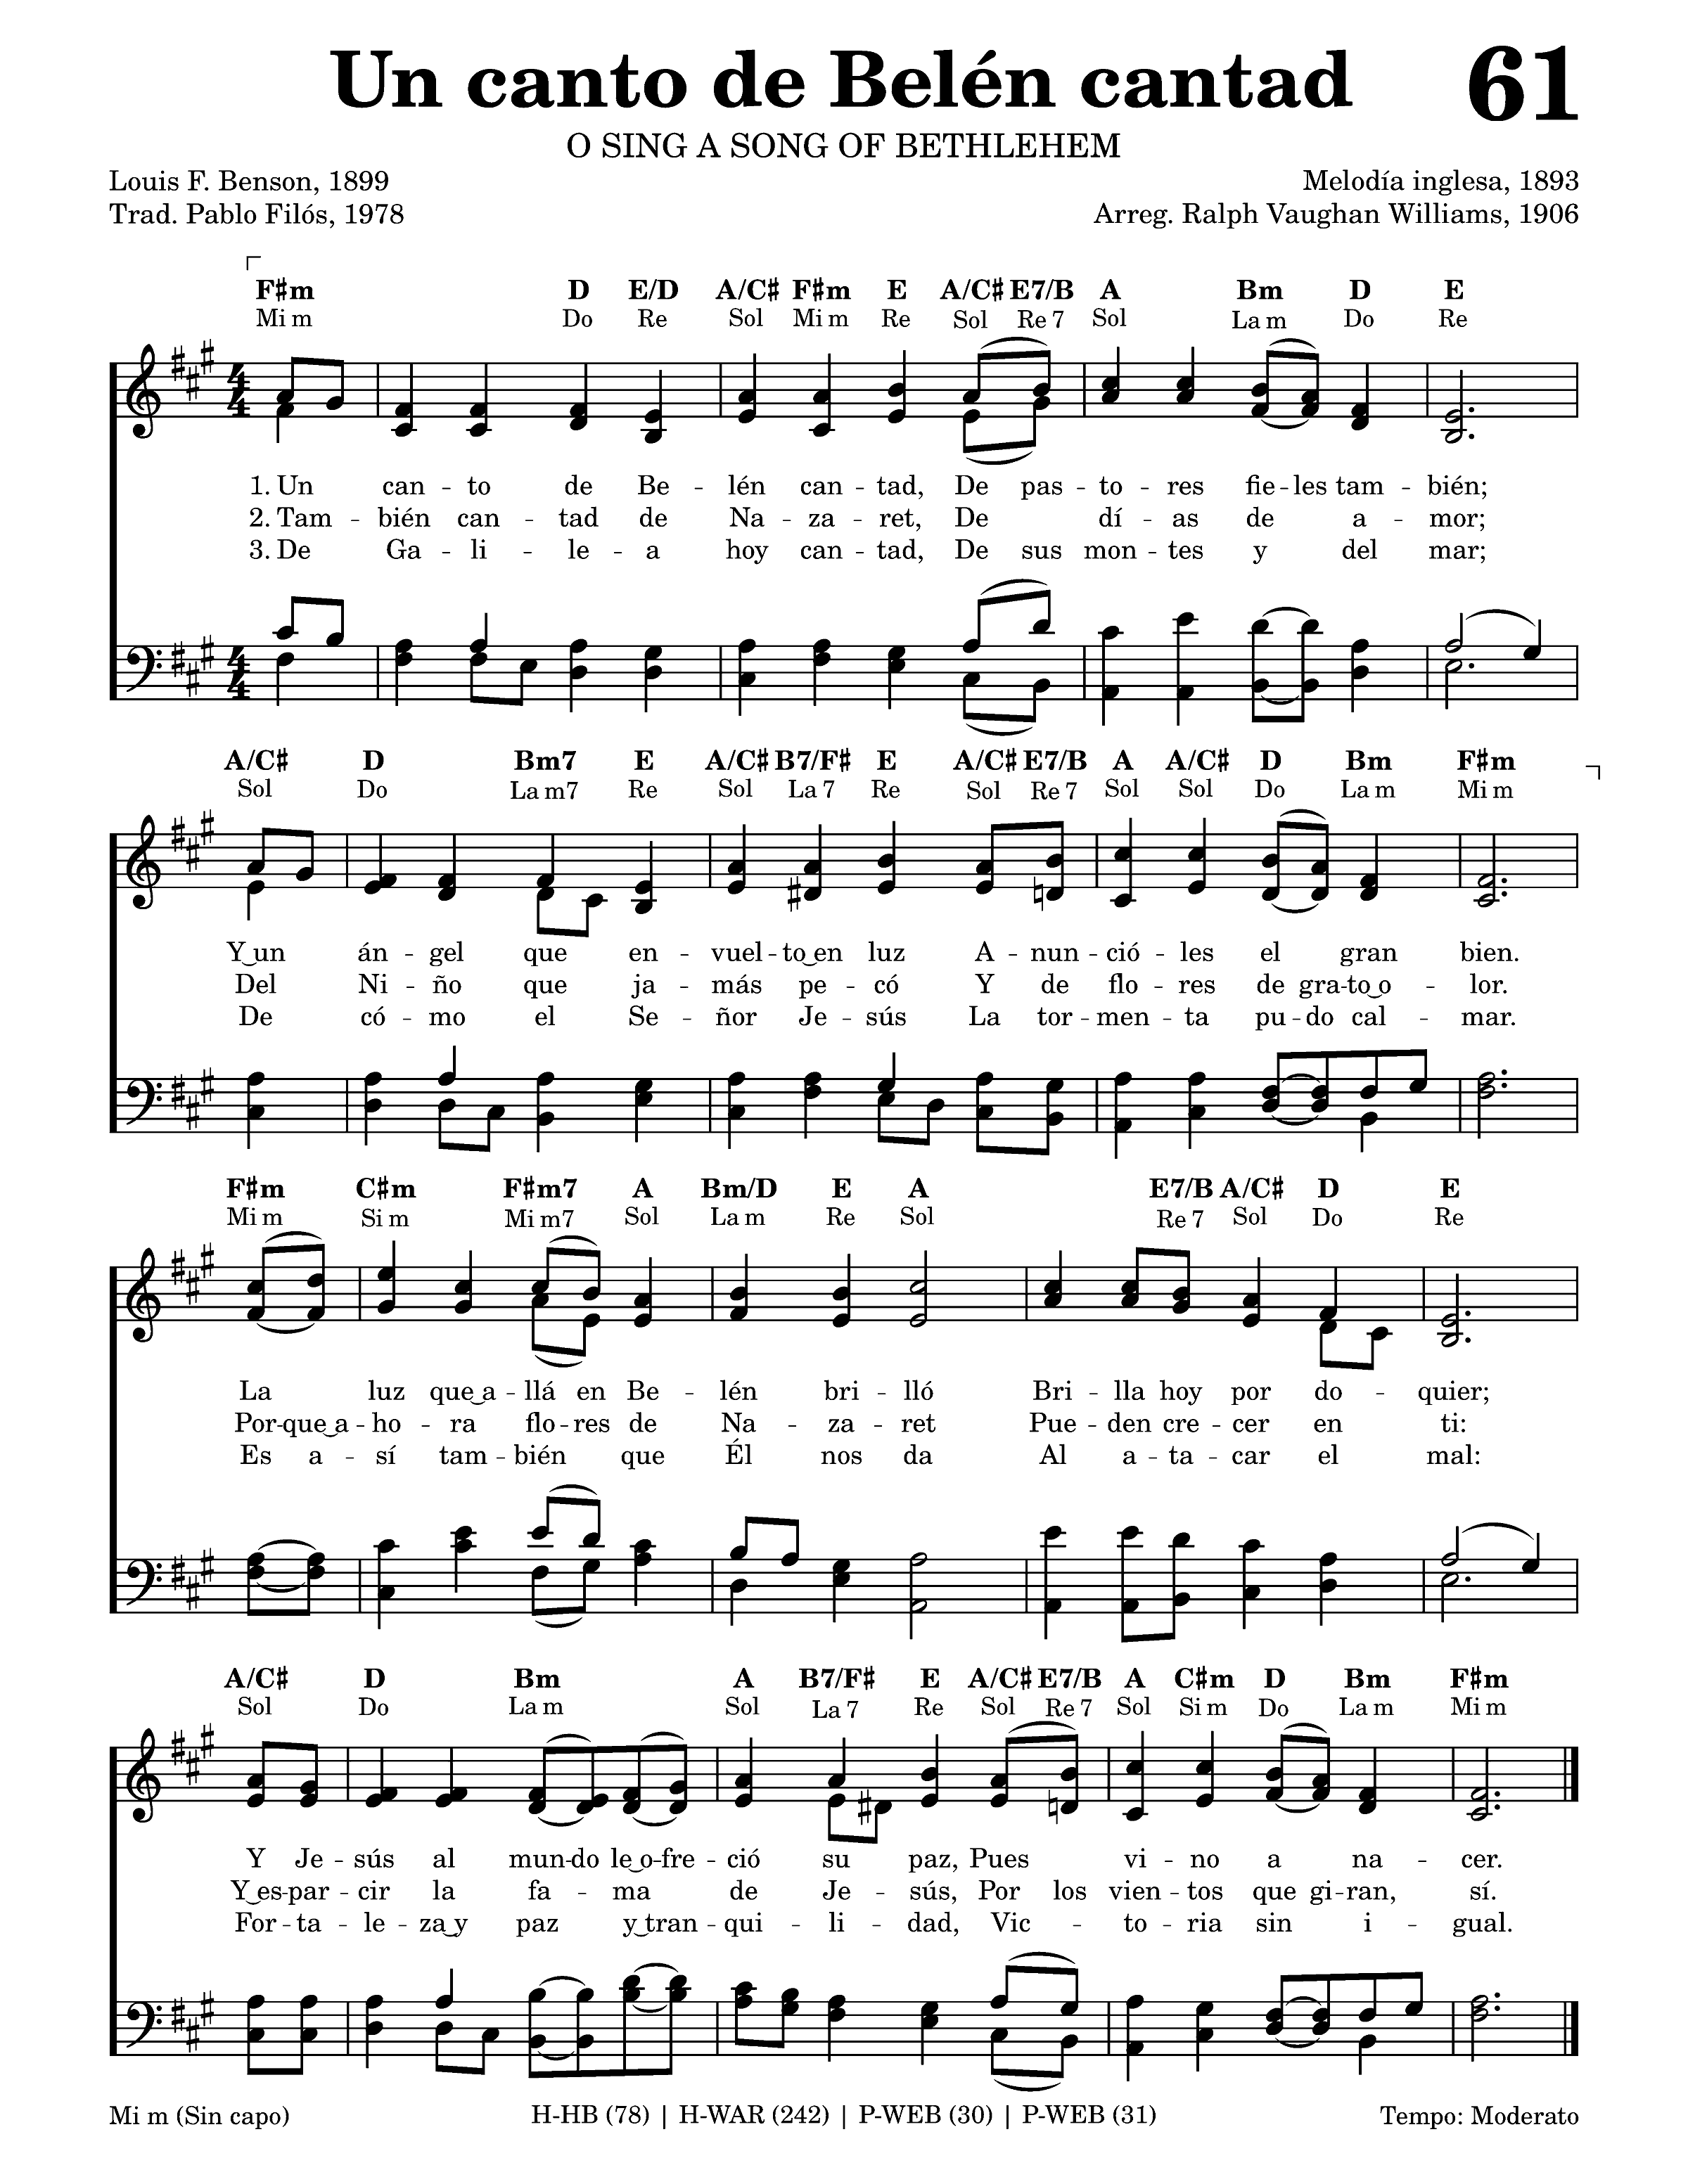 Un canto de Belén cantad 61
O SING A SONG OF BETHLEHEM
Louis F. Benson, 1899 Melodía inglesa, 1893
Trad. Pablo Filós, 1978 Arreg. Ralph Vaughan Williams, 1906
F♯m D E/D A/C♯ F♯m E A/C♯ E7/B A Bm D E
Mi m Do Re Sol Mi m Re Sol Re 7 Sol La m Do Re
4 4
1. Un can - to de Be - lén can - tad, De pas - to - res fie - les tam - bién;
2. Tam - bién can - tad de Na - za - ret, De dí - as de a - mor;
3. De Ga - li - le - a hoy can - tad, De sus mon - tes y del mar;
4 4
A/C♯ D Bm7 E A/C♯ B7/F♯ E A/C♯ E7/B A A/C♯ D Bm F♯m
Sol Do La m7 Re Sol La 7 Re Sol Re 7 Sol Sol Do La m Mi m
Y‿un án - gel que en - vuel - to‿en luz A - nun - ció - les el gran bien.
Del Ni - ño que ja - más pe - có Y de flo - res de gra - to‿o - lor.
De có - mo el Se - ñor Je - sús La tor - men - ta pu - do cal - mar.
F♯m C♯m F♯m7 A Bm/D E A E7/B A/C♯ D E
Mi m Si m Mi m7 Sol La m Re Sol Re 7 Sol Do Re
La luz que‿a - llá en Be - lén bri - lló Bri - lla hoy por do - quier;
Por - que‿a - ho - ra flo - res de Na - za - ret Pue - den cre - cer en ti:
Es a - sí tam - bién que Él nos da Al a - ta - car el mal:
A/C♯ D Bm A B7/F♯ E A/C♯ E7/B A C♯m D Bm F♯m
Sol Do La m Sol La 7 Re Sol Re 7 Sol Si m Do La m Mi m
Y Je - sús al mun - do le‿o - fre - ció su paz, Pues vi - no a na - cer.
Y‿es - par - cir la fa - ma de Je - sús, Por los vien - tos que gi - ran, sí.
For - ta - le - za‿y paz y‿tran - qui - li - dad, Vic - to - ria sin i - gual.
Mi m (Sin capo) H-HB (78) | H-WAR (242) | P-WEB (30) | P-WEB (31) Tempo: Moderato